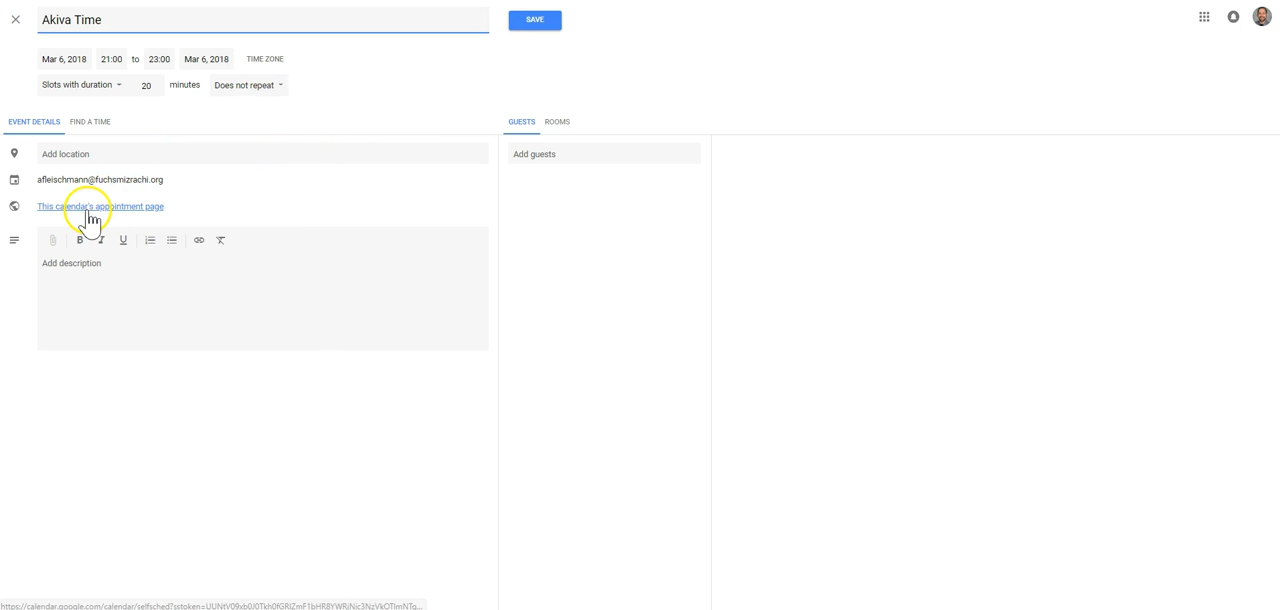 Akiva Time
SAVE
Mar 6, 2018 21:00 to 23:00 Mar 6, 2018 TIME ZONE
Slots with duration 20 minutes Does not repeat
EVENT DETAILS FIND A TIME
GUESTS ROOMS
Add location
Add guests
afleischmann@fuchsmizrachi.org
This calendar's appointment page
B I U
Add description